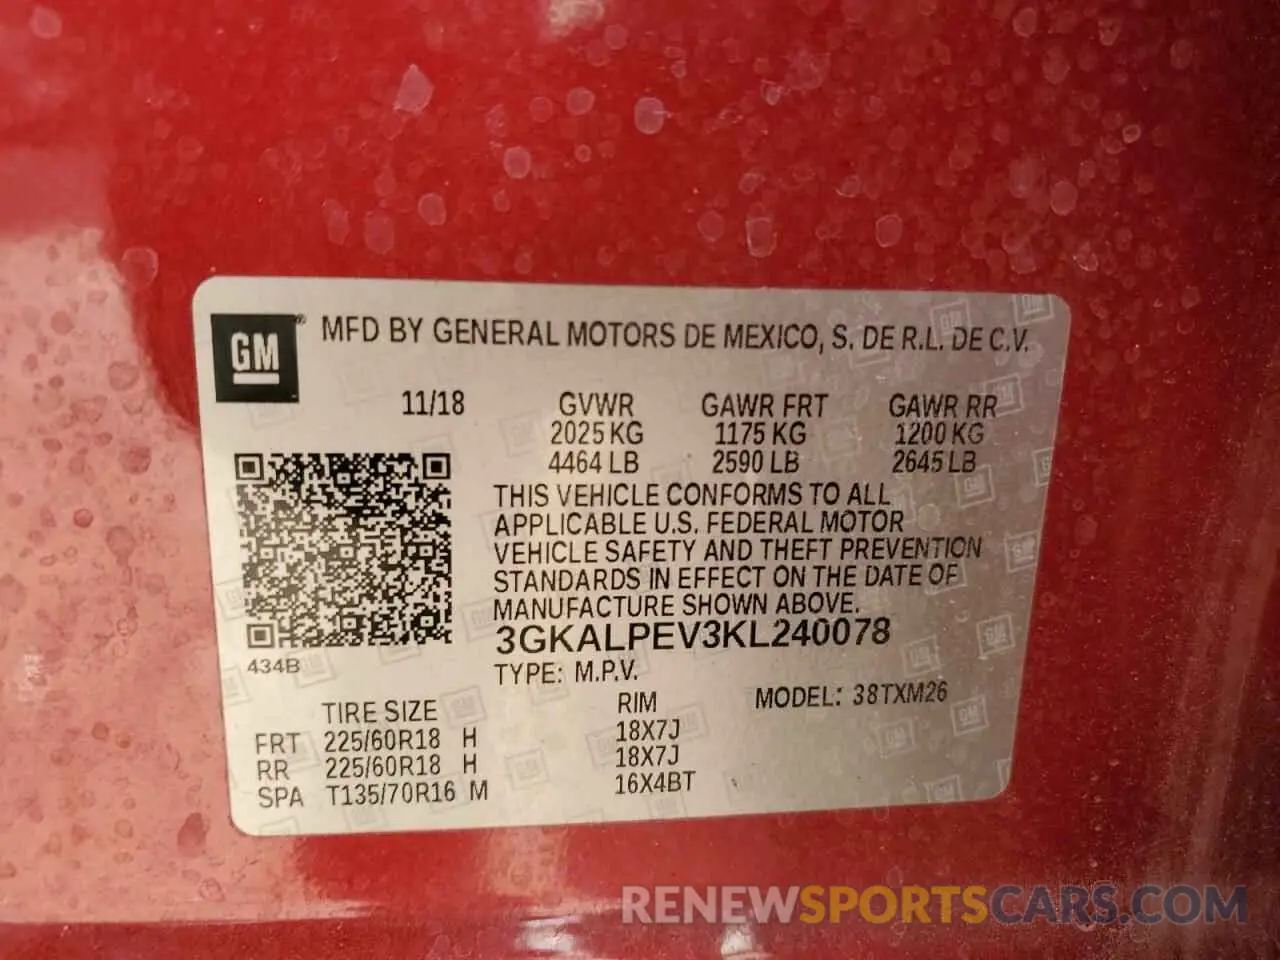 GM® MFD BY GENERAL MOTORS DE MEXICO, S. DE R.L. DE C.V.
11/18 GVWR GAWR FRT GAWR RR
2025 KG 1175 KG 1200 KG
4464 LB 2590 LB 2645 LB
THIS VEHICLE CONFORMS TO ALL
APPLICABLE U.S. FEDERAL MOTOR
VEHICLE SAFETY AND THEFT PREVENTION
STANDARDS IN EFFECT ON THE DATE OF
MANUFACTURE SHOWN ABOVE.
3GKALPEV3KL240078
434B
TYPE: M.P.V.
TIRE SIZE RIM MODEL: 38TXM26
FRT 225/60R18 H 18X7J
RR 225/60R18 H 18X7J
SPA T135/70R16 M 16X4BT
RENEWSPORTSCARS.COM